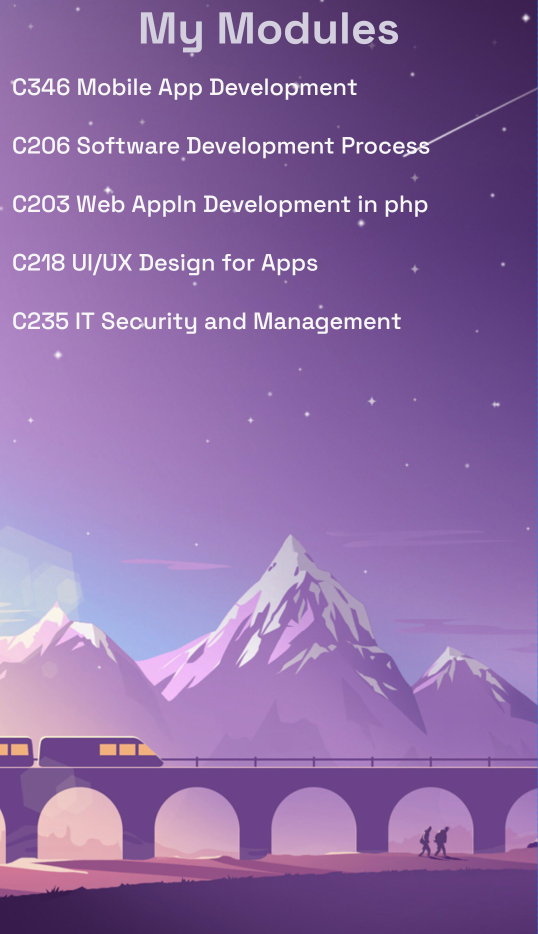 My Modules
C346 Mobile App Development
C206 Software Development Process
C203 Web Appln Development in php
C218 UI/UX Design for Apps
C235 IT Security and Management